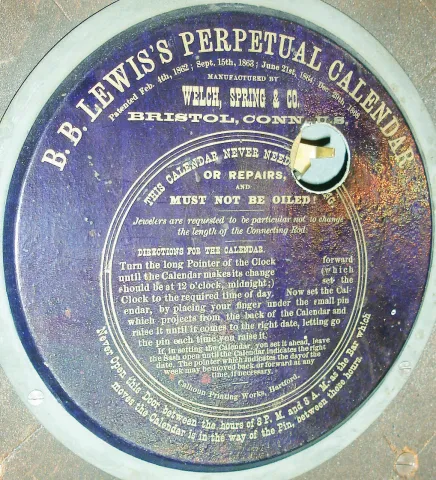 B. B. LEWIS'S PERPETUAL CALENDAR
Patented Feb. 4th, 1862; Sept. 15th, 1863; June 21st, 1864; Dec. 29th, 1868
MANUFACTURED BY
WELCH, SPRING & CO.
BRISTOL, CONN. U.S.
THIS CALENDAR NEVER NEEDS
OR REPAIRS,
AND
MUST NOT BE OILED!
Jewelers are requested to be particular not to change
the length of the Connecting Rod.
DIRECTIONS FOR THE CALENDAR.
Turn the long Pointer of the Clock forward
until the Calendar makes its change (which
should be at 12 o'clock, midnight;) set the
Clock to the required time of day. Now set the Cal-
endar, by placing your finger under the small pin
which projects from the back of the Calendar and
raise it until it comes to the right date, letting go
the pin each time you raise it.
If, in setting the Calendar, you set it ahead, leave
the Sash open until the Calendar indicates the right
date. The pointer which indicates the day of the
week may be moved back or forward at any
time, if necessary.
Calhoun Printing Works, Hartford.
Never Open this Door between the hours of 8 P. M. and 5 A. M. as the Ear which
moves the Calendar is in the way of the Pin, between these hours.